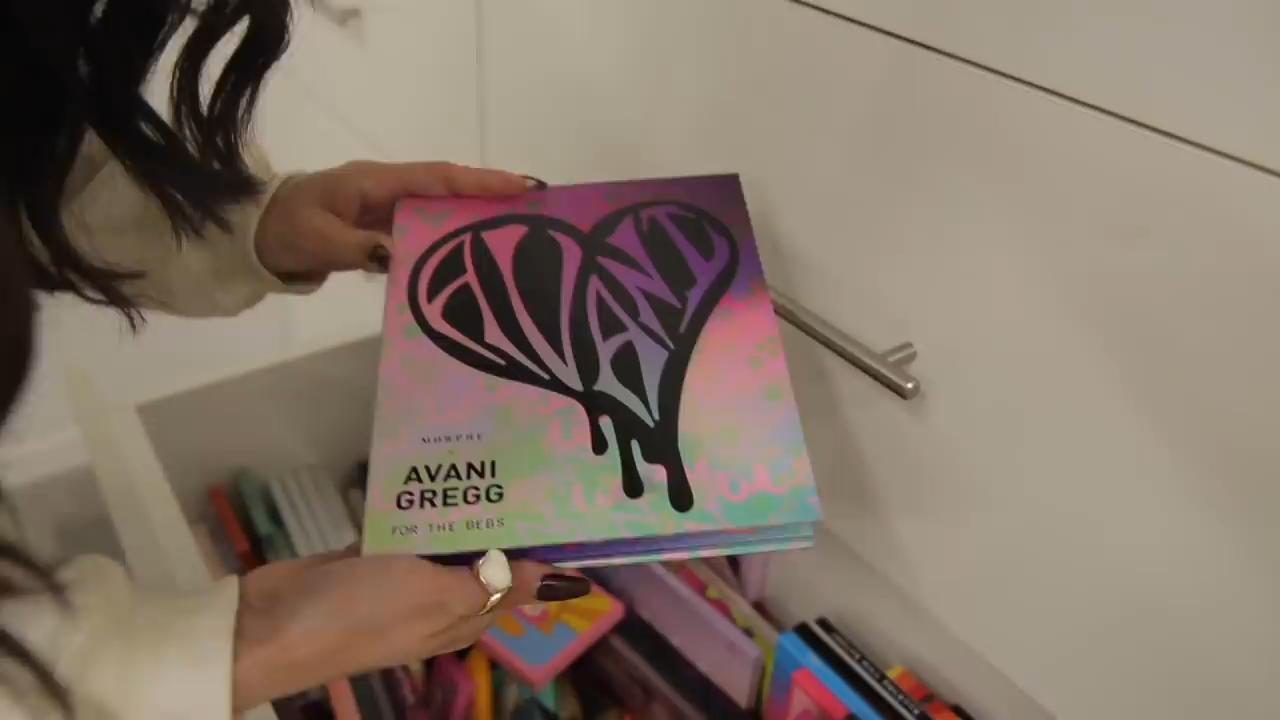 AVANI
MORPHE
X
AVANI
GREGG
FOR THE BEBS